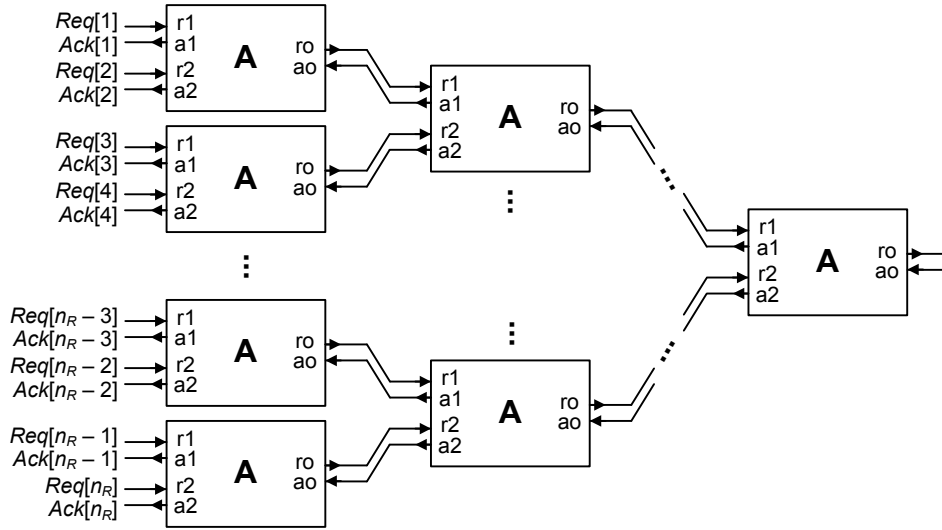 Req[1]
Ack[1]
Req[2]
Ack[2]
r1
a1
r2
a2
A
ro
ao
Req[3]
Ack[3]
Req[4]
Ack[4]
r1
a1
r2
a2
A
ro
ao
r1
a1
r2
a2
A
ro
ao
r1
a1
r2
a2
A
ro
ao
Req[nR – 3]
Ack[nR – 3]
Req[nR – 2]
Ack[nR – 2]
r1
a1
r2
a2
A
ro
ao
Req[nR – 1]
Ack[nR – 1]
Req[nR]
Ack[nR]
r1
a1
r2
a2
A
ro
ao
r1
a1
r2
a2
A
ro
ao